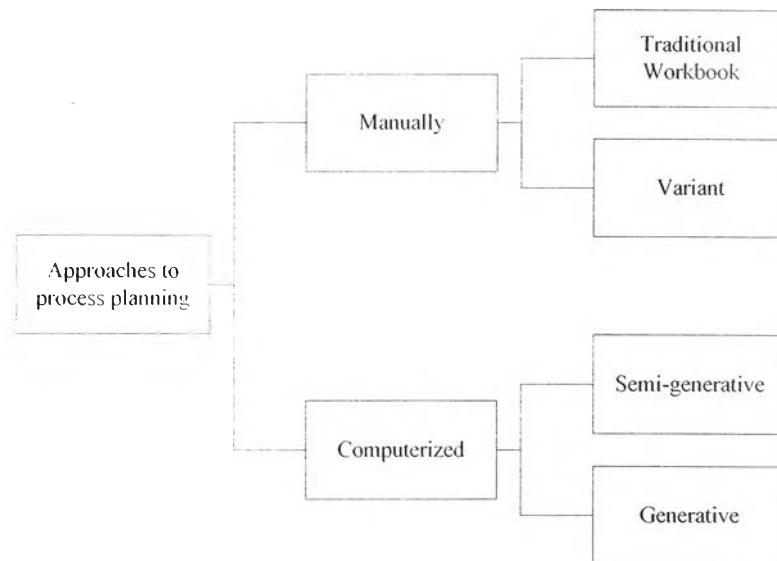 Traditional
Workbook
Manually
Variant
Approaches to
process planning
Semi-generative
Computerized
Generative